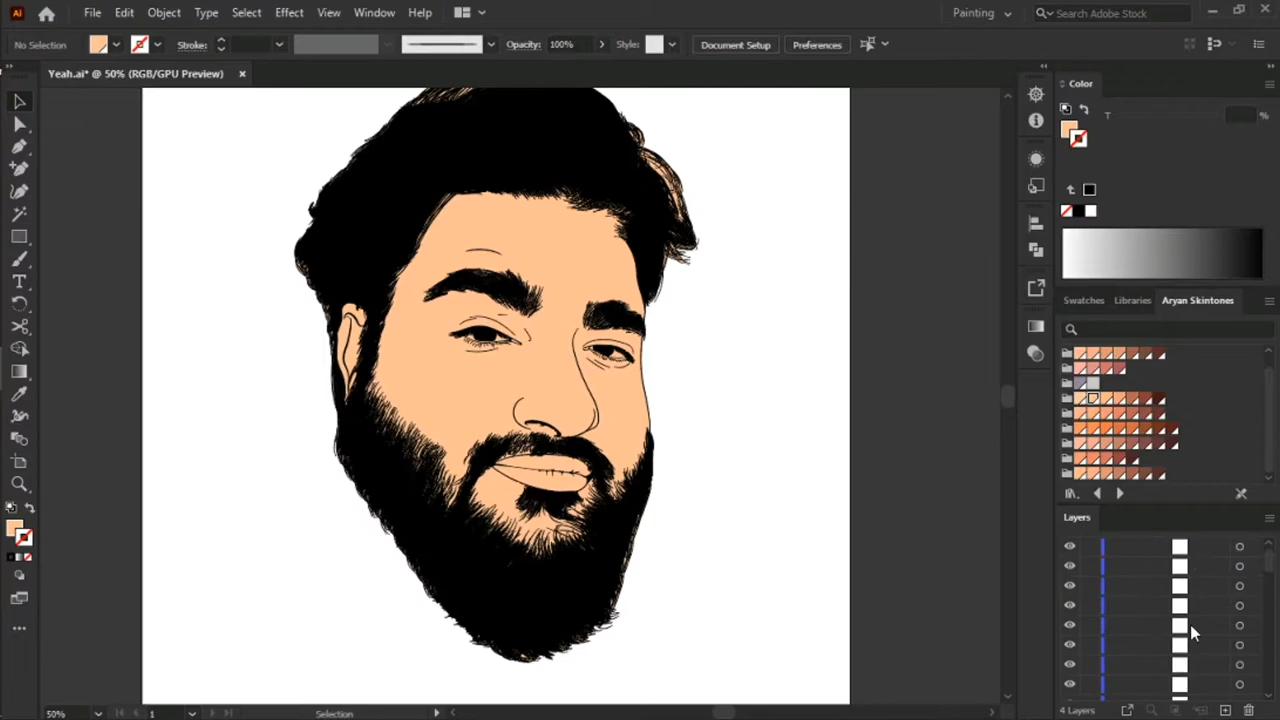 Ai File Edit Object Type Select Effect View Window Help Painting Search Adobe Stock
No Selection Stroke: Opacity: 100% Style: Document Setup Preferences
Yeah.ai* @ 50% (RGB/GPU Preview)
Color
T %
Swatches Libraries Aryan Skintones
Layers
4 Layers
50% 1 Selection